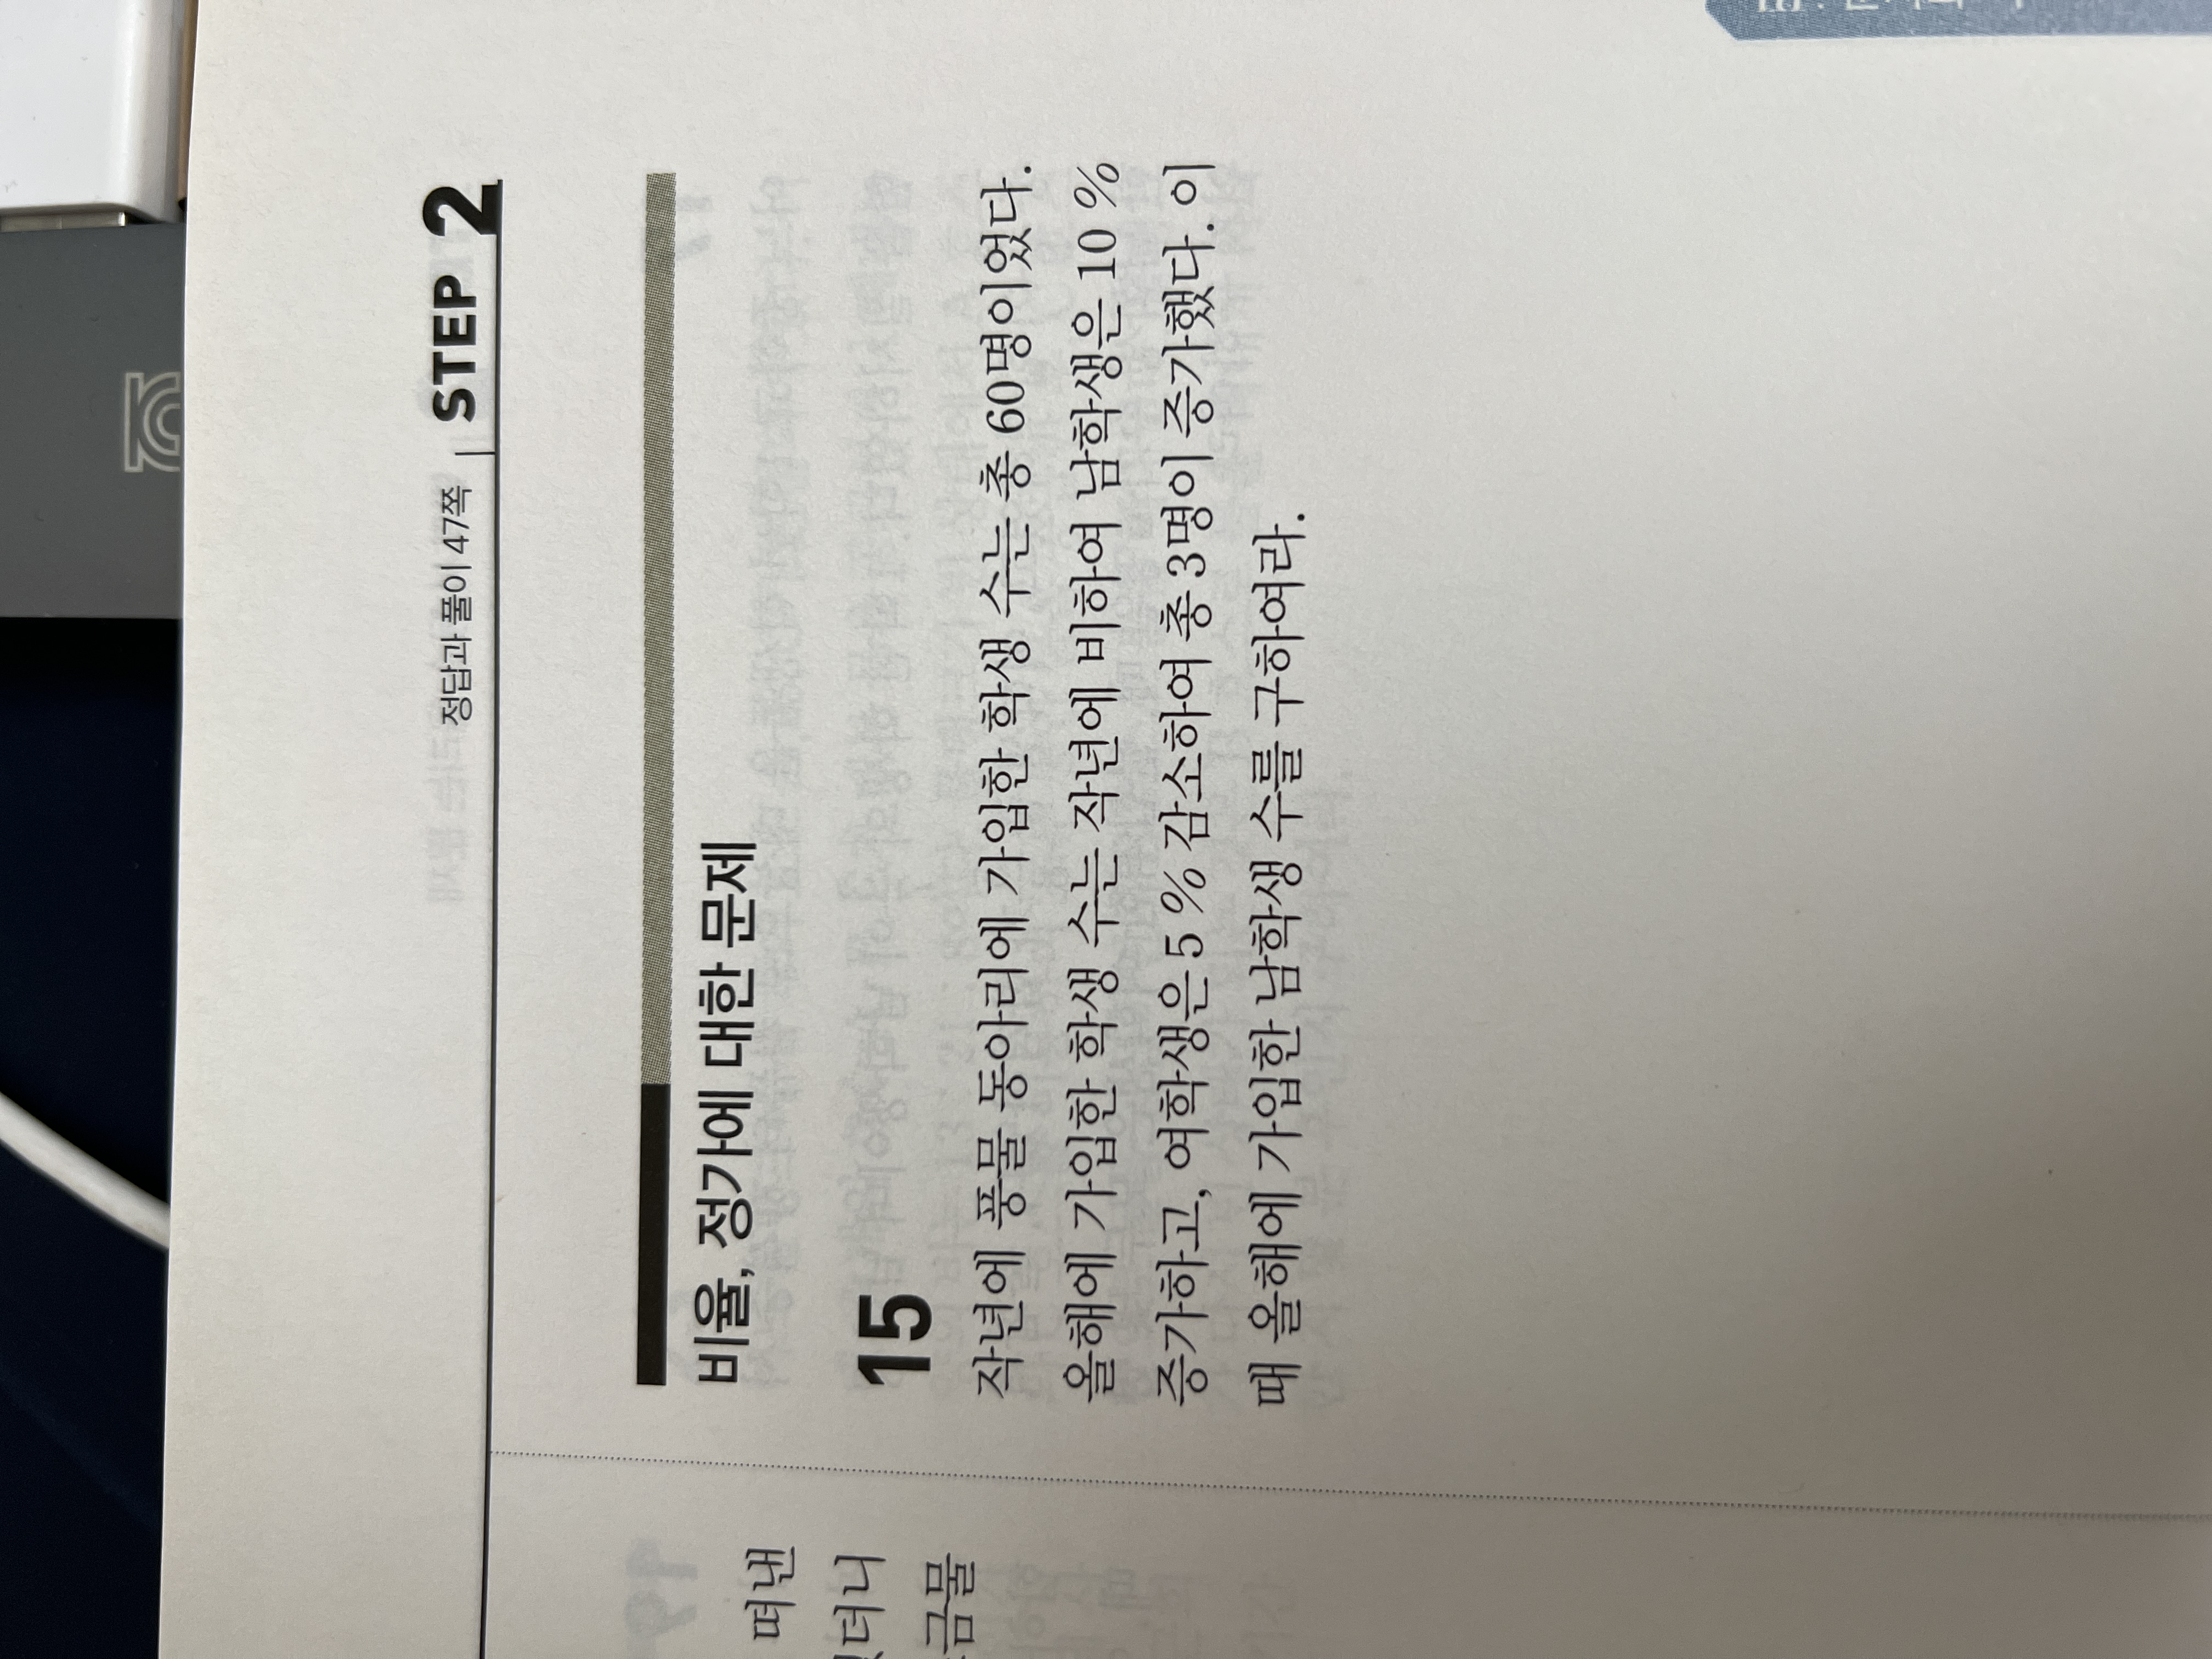 정답과 풀이 47쪽 STEP 2
떠낸
더니
금물
비율, 정가에 대한 문제
15
작년에 풍물 동아리에 가입한 학생 수는 총 60명이었다.
올해에 가입한 학생 수는 작년에 비하여 남학생은 10 %
증가하고, 여학생은 5 % 감소하여 총 3명이 증가했다. 이
때 올해에 가입한 남학생 수를 구하여라.